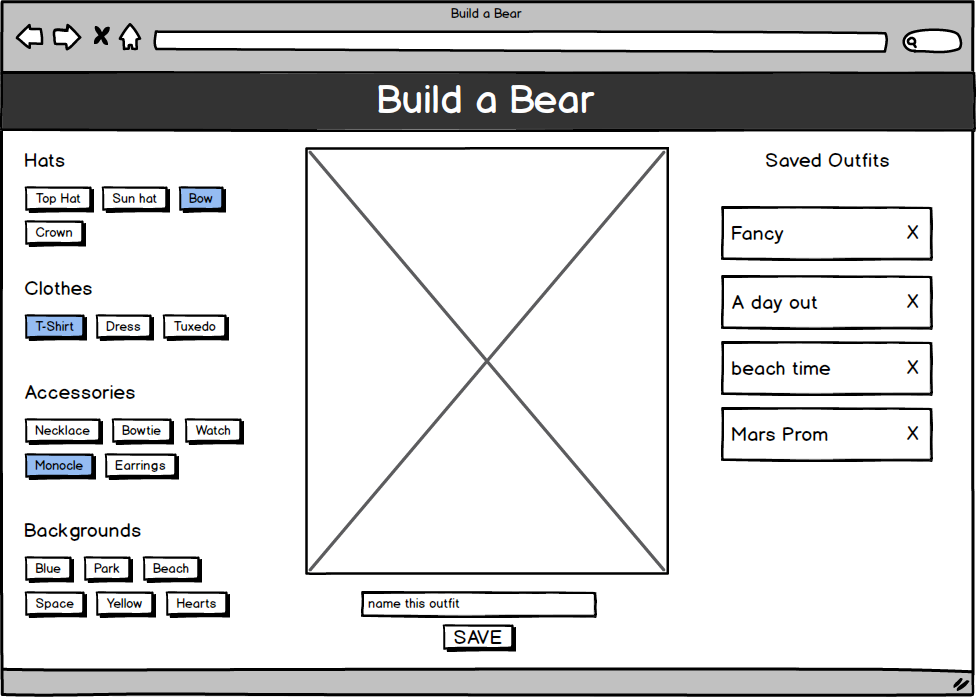 Build a Bear
Build a Bear
Hats
Top Hat Sun hat Bow
Crown
Clothes
T-Shirt Dress Tuxedo
Accessories
Necklace Bowtie Watch
Monocle Earrings
Backgrounds
Blue Park Beach
Space Yellow Hearts
name this outfit
SAVE
Saved Outfits
Fancy X
A day out X
beach time X
Mars Prom X